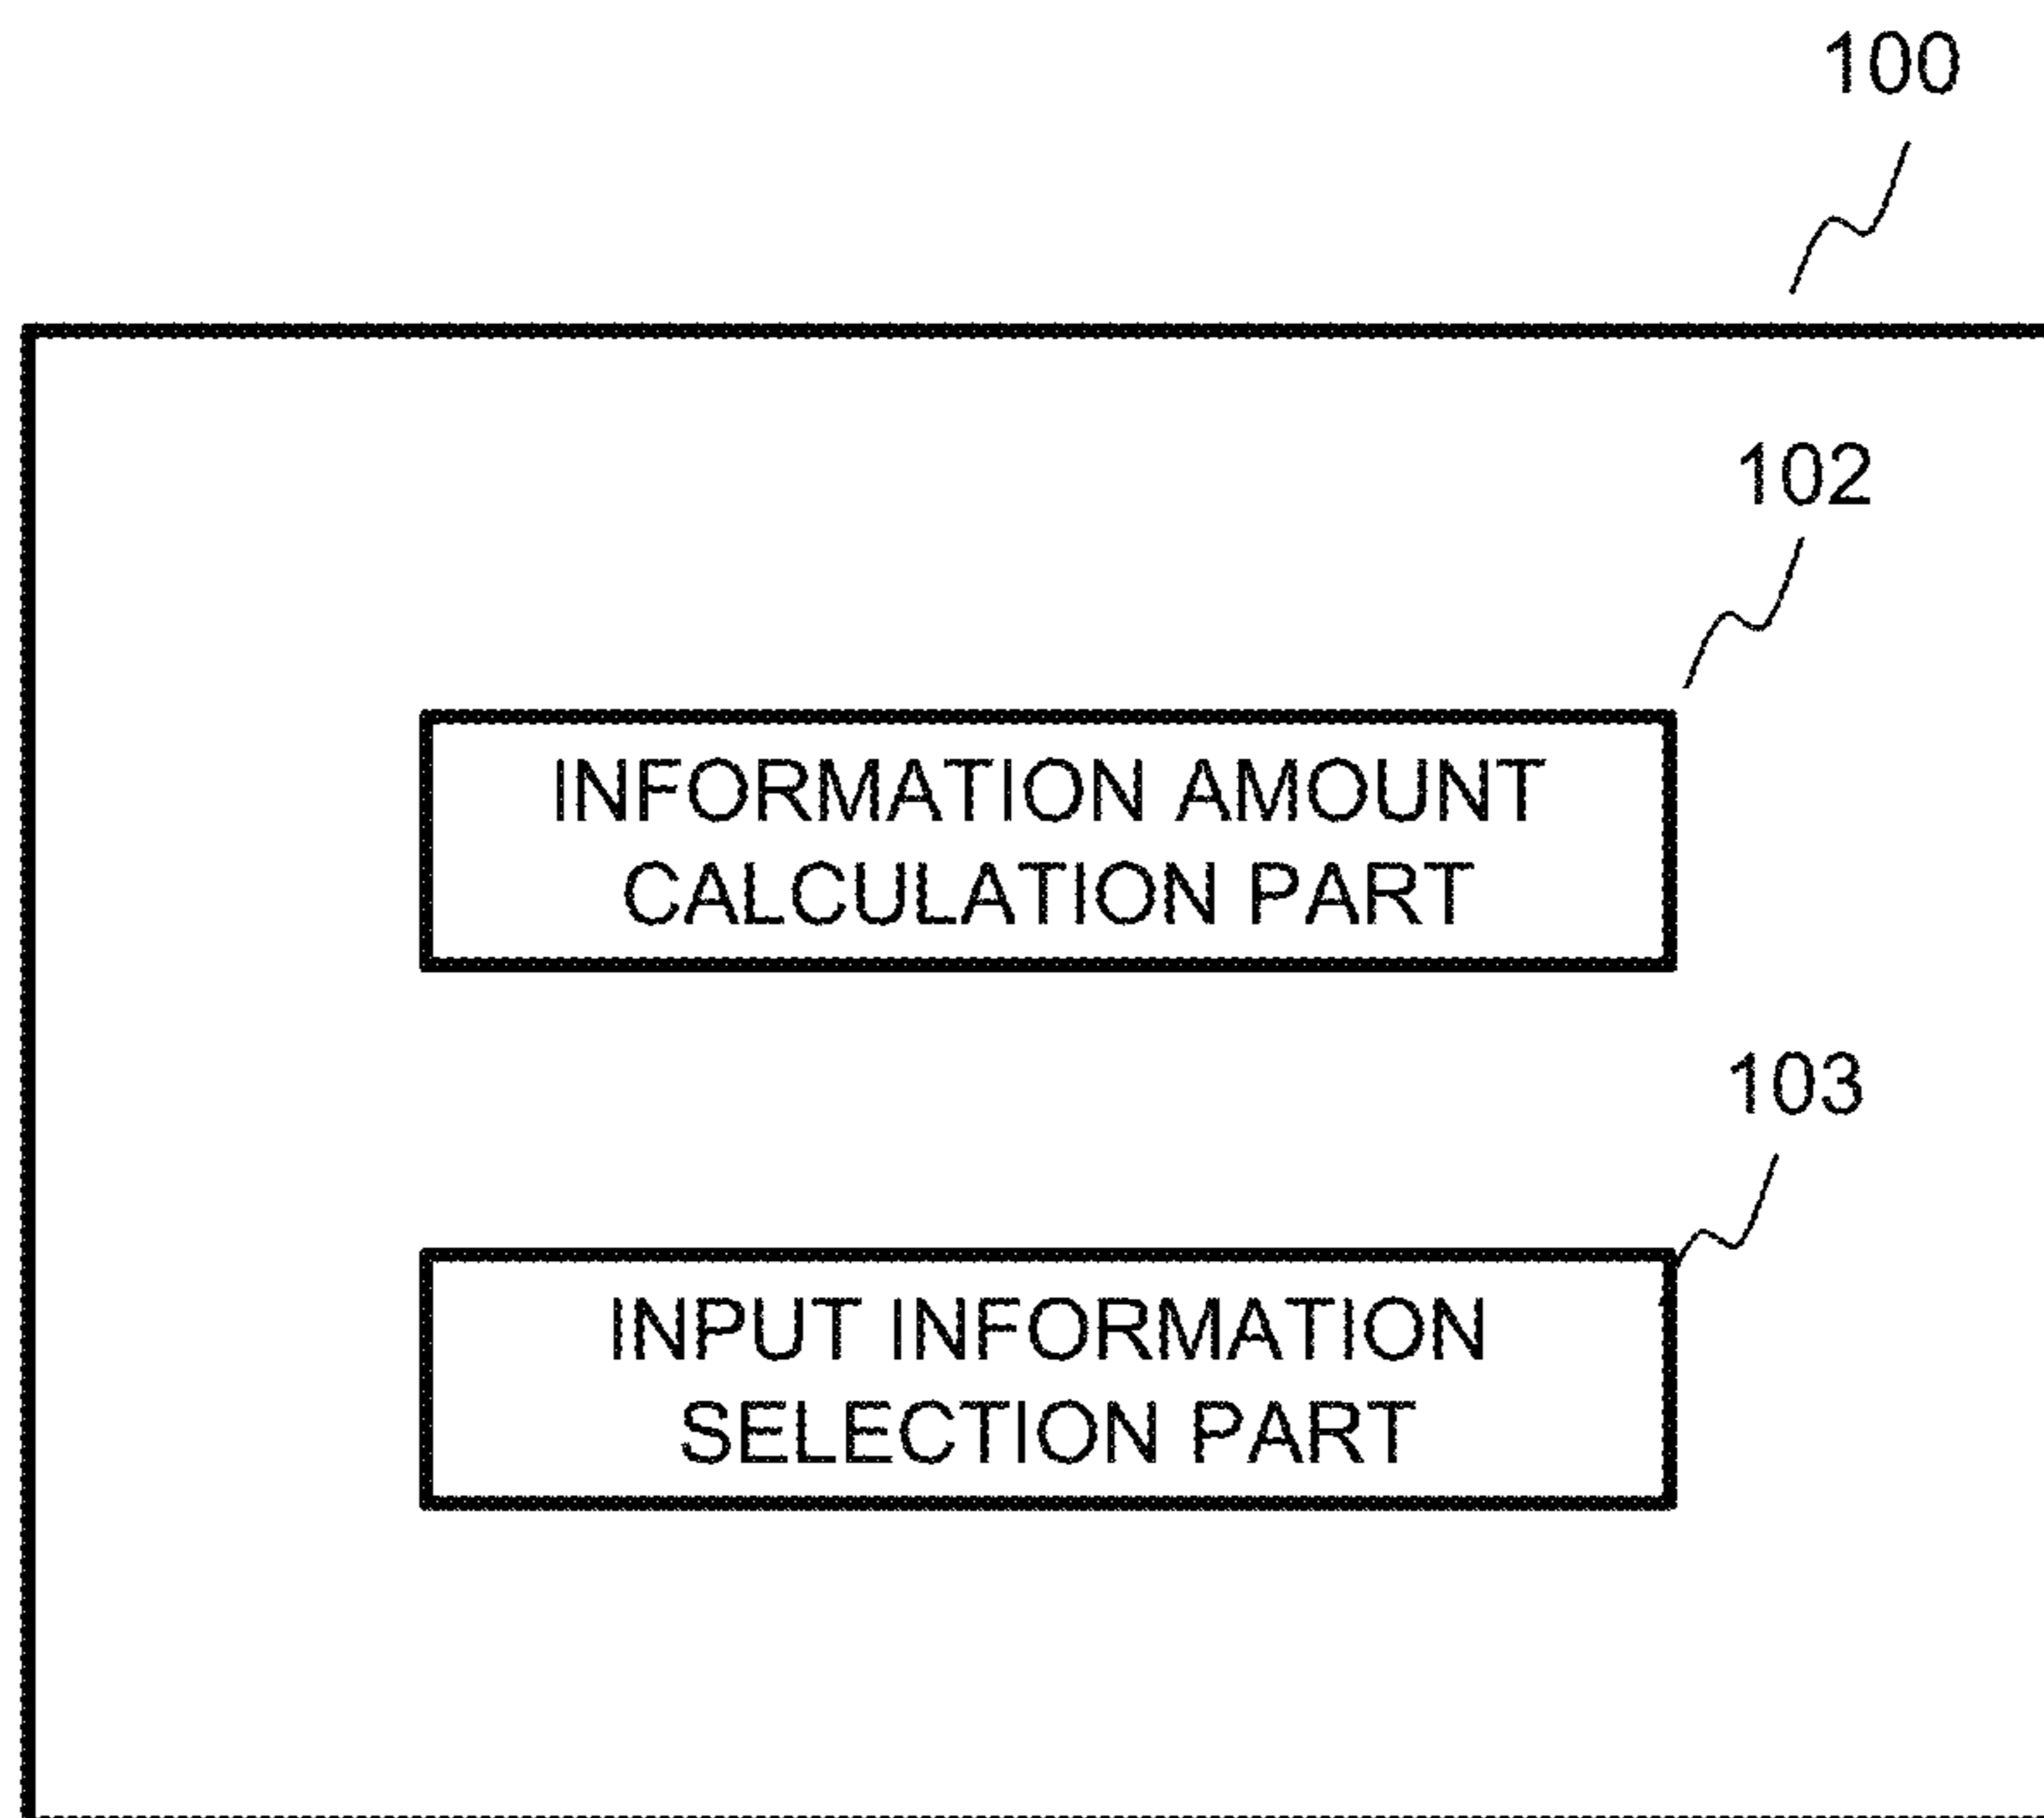 100
102
INFORMATION AMOUNT
CALCULATION PART
103
INPUT INFORMATION
SELECTION PART